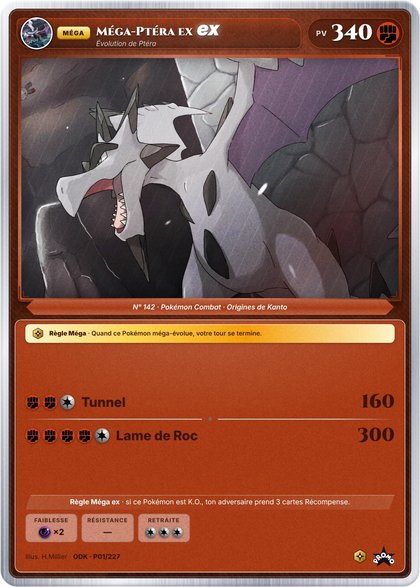 MÉGA Méga-Ptéra ex ex PV 340
Évolution de Ptéra
N° 142 · Pokémon Combat · Origines de Kanto
Règle Méga · Quand ce Pokémon méga-évolue, votre tour se termine.
Tunnel 160
Lame de Roc 300
Règle Méga ex · si ce Pokémon est K.O., ton adversaire prend 3 cartes Récompense.
FAIBLESSE RÉSISTANCE RETRAITE
×2 —
Illus. H.Millier ODK · P01/227 PROMO